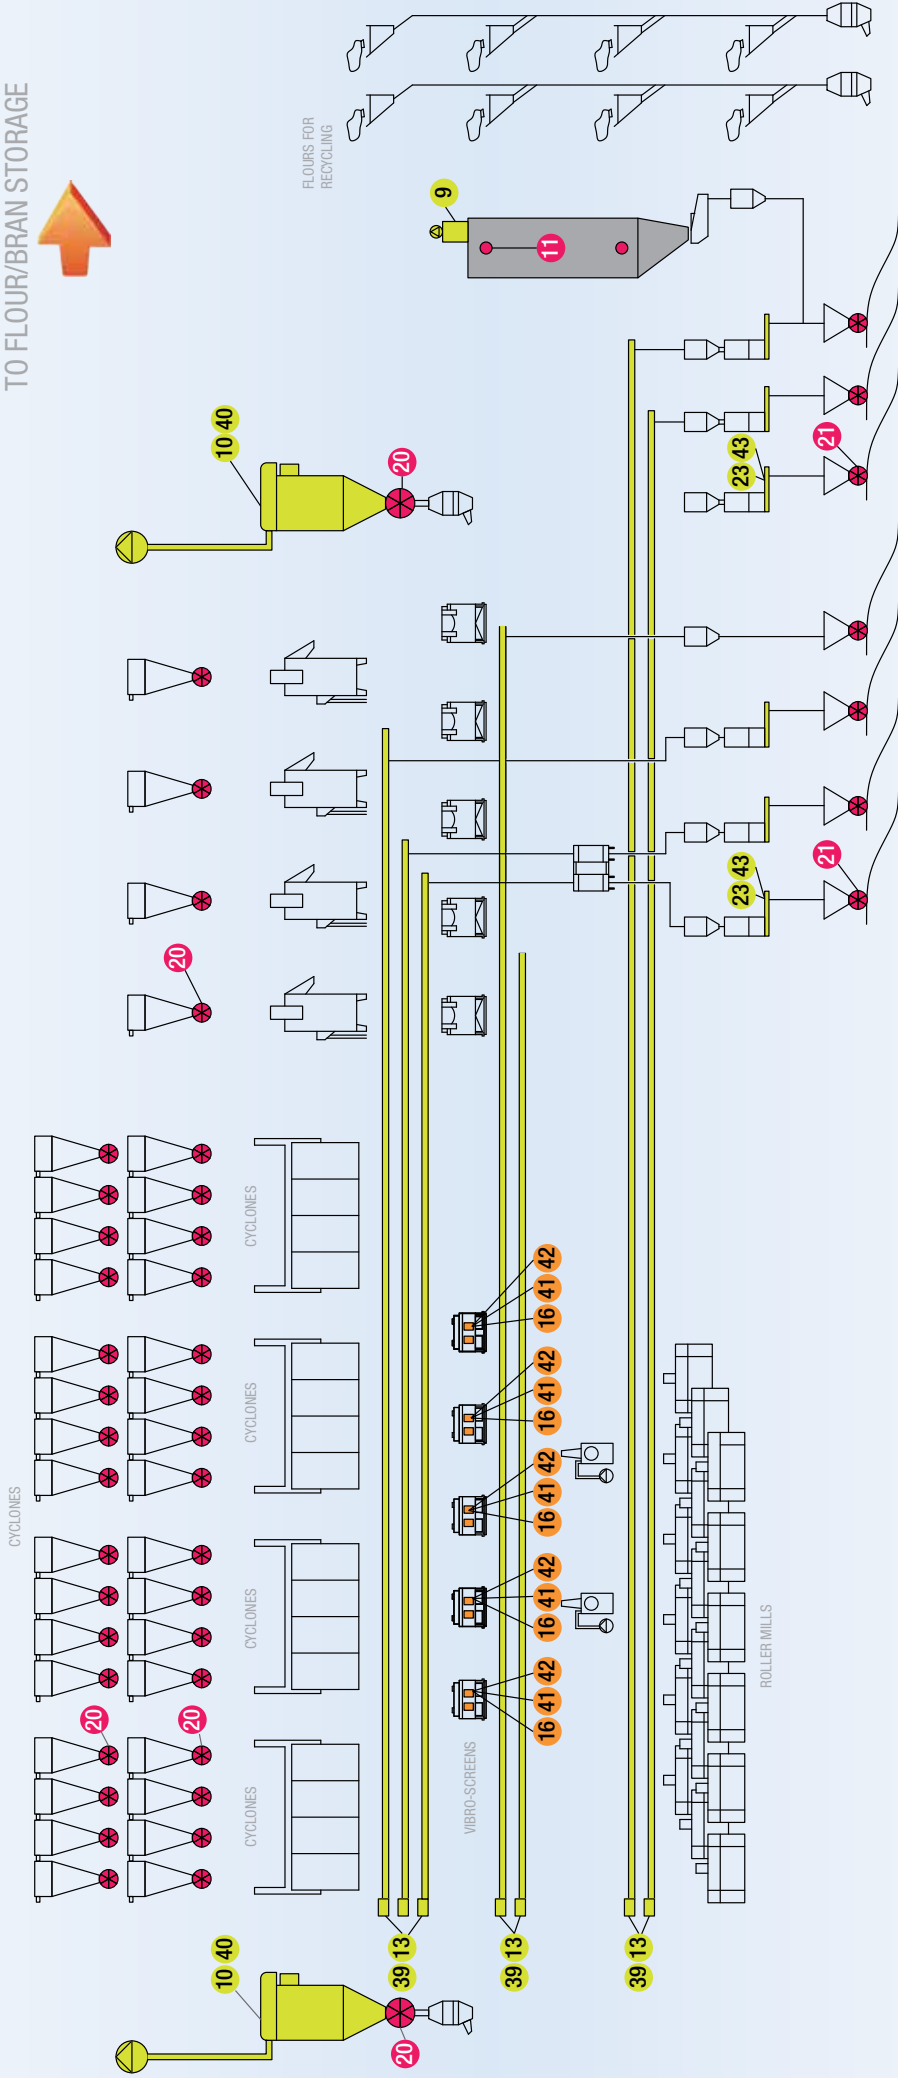 TO FLOUR/BRAN STORAGE
CYCLONES
20
20
20
10 40
10 40
CYCLONES
CYCLONES
CYCLONES
CYCLONES
FLOURS FOR
RECYCLING
20
39 13
20
9
VIBRO-SCREENS
39 13
16 41 42
16 41 42
16 41 42
16 41 42
16 41 42
11
39 13
23 43
23 43
ROLLER MILLS
21
21